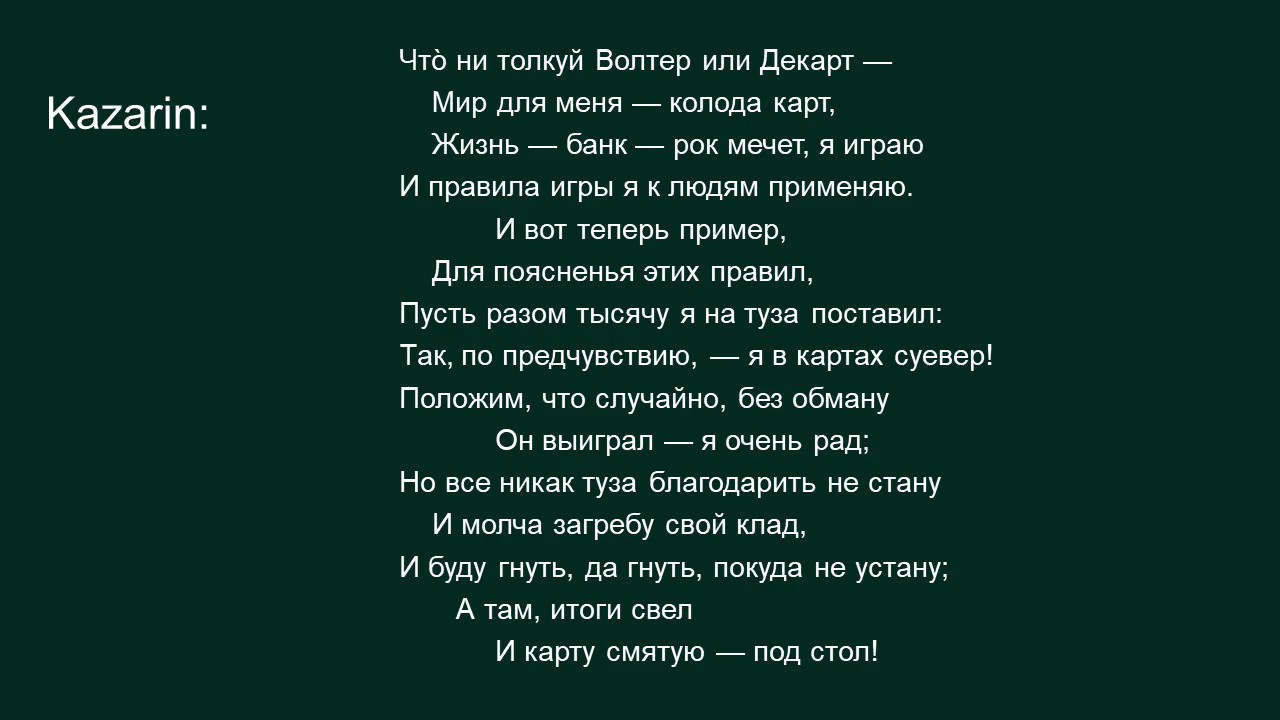 Kazarin:
Что̀ ни толкуй Волтер или Декарт —
Мир для меня — колода карт,
Жизнь — банк — рок мечет, я играю
И правила игры я к людям применяю.
И вот теперь пример,
Для поясненья этих правил,
Пусть разом тысячу я на туза поставил:
Так, по предчувствию, — я в картах суевер!
Положим, что случайно, без обману
Он выиграл — я очень рад;
Но все никак туза благодарить не стану
И молча загребу свой клад,
И буду гнуть, да гнуть, покуда не устану;
А там, итоги свел
И карту смятую — под стол!